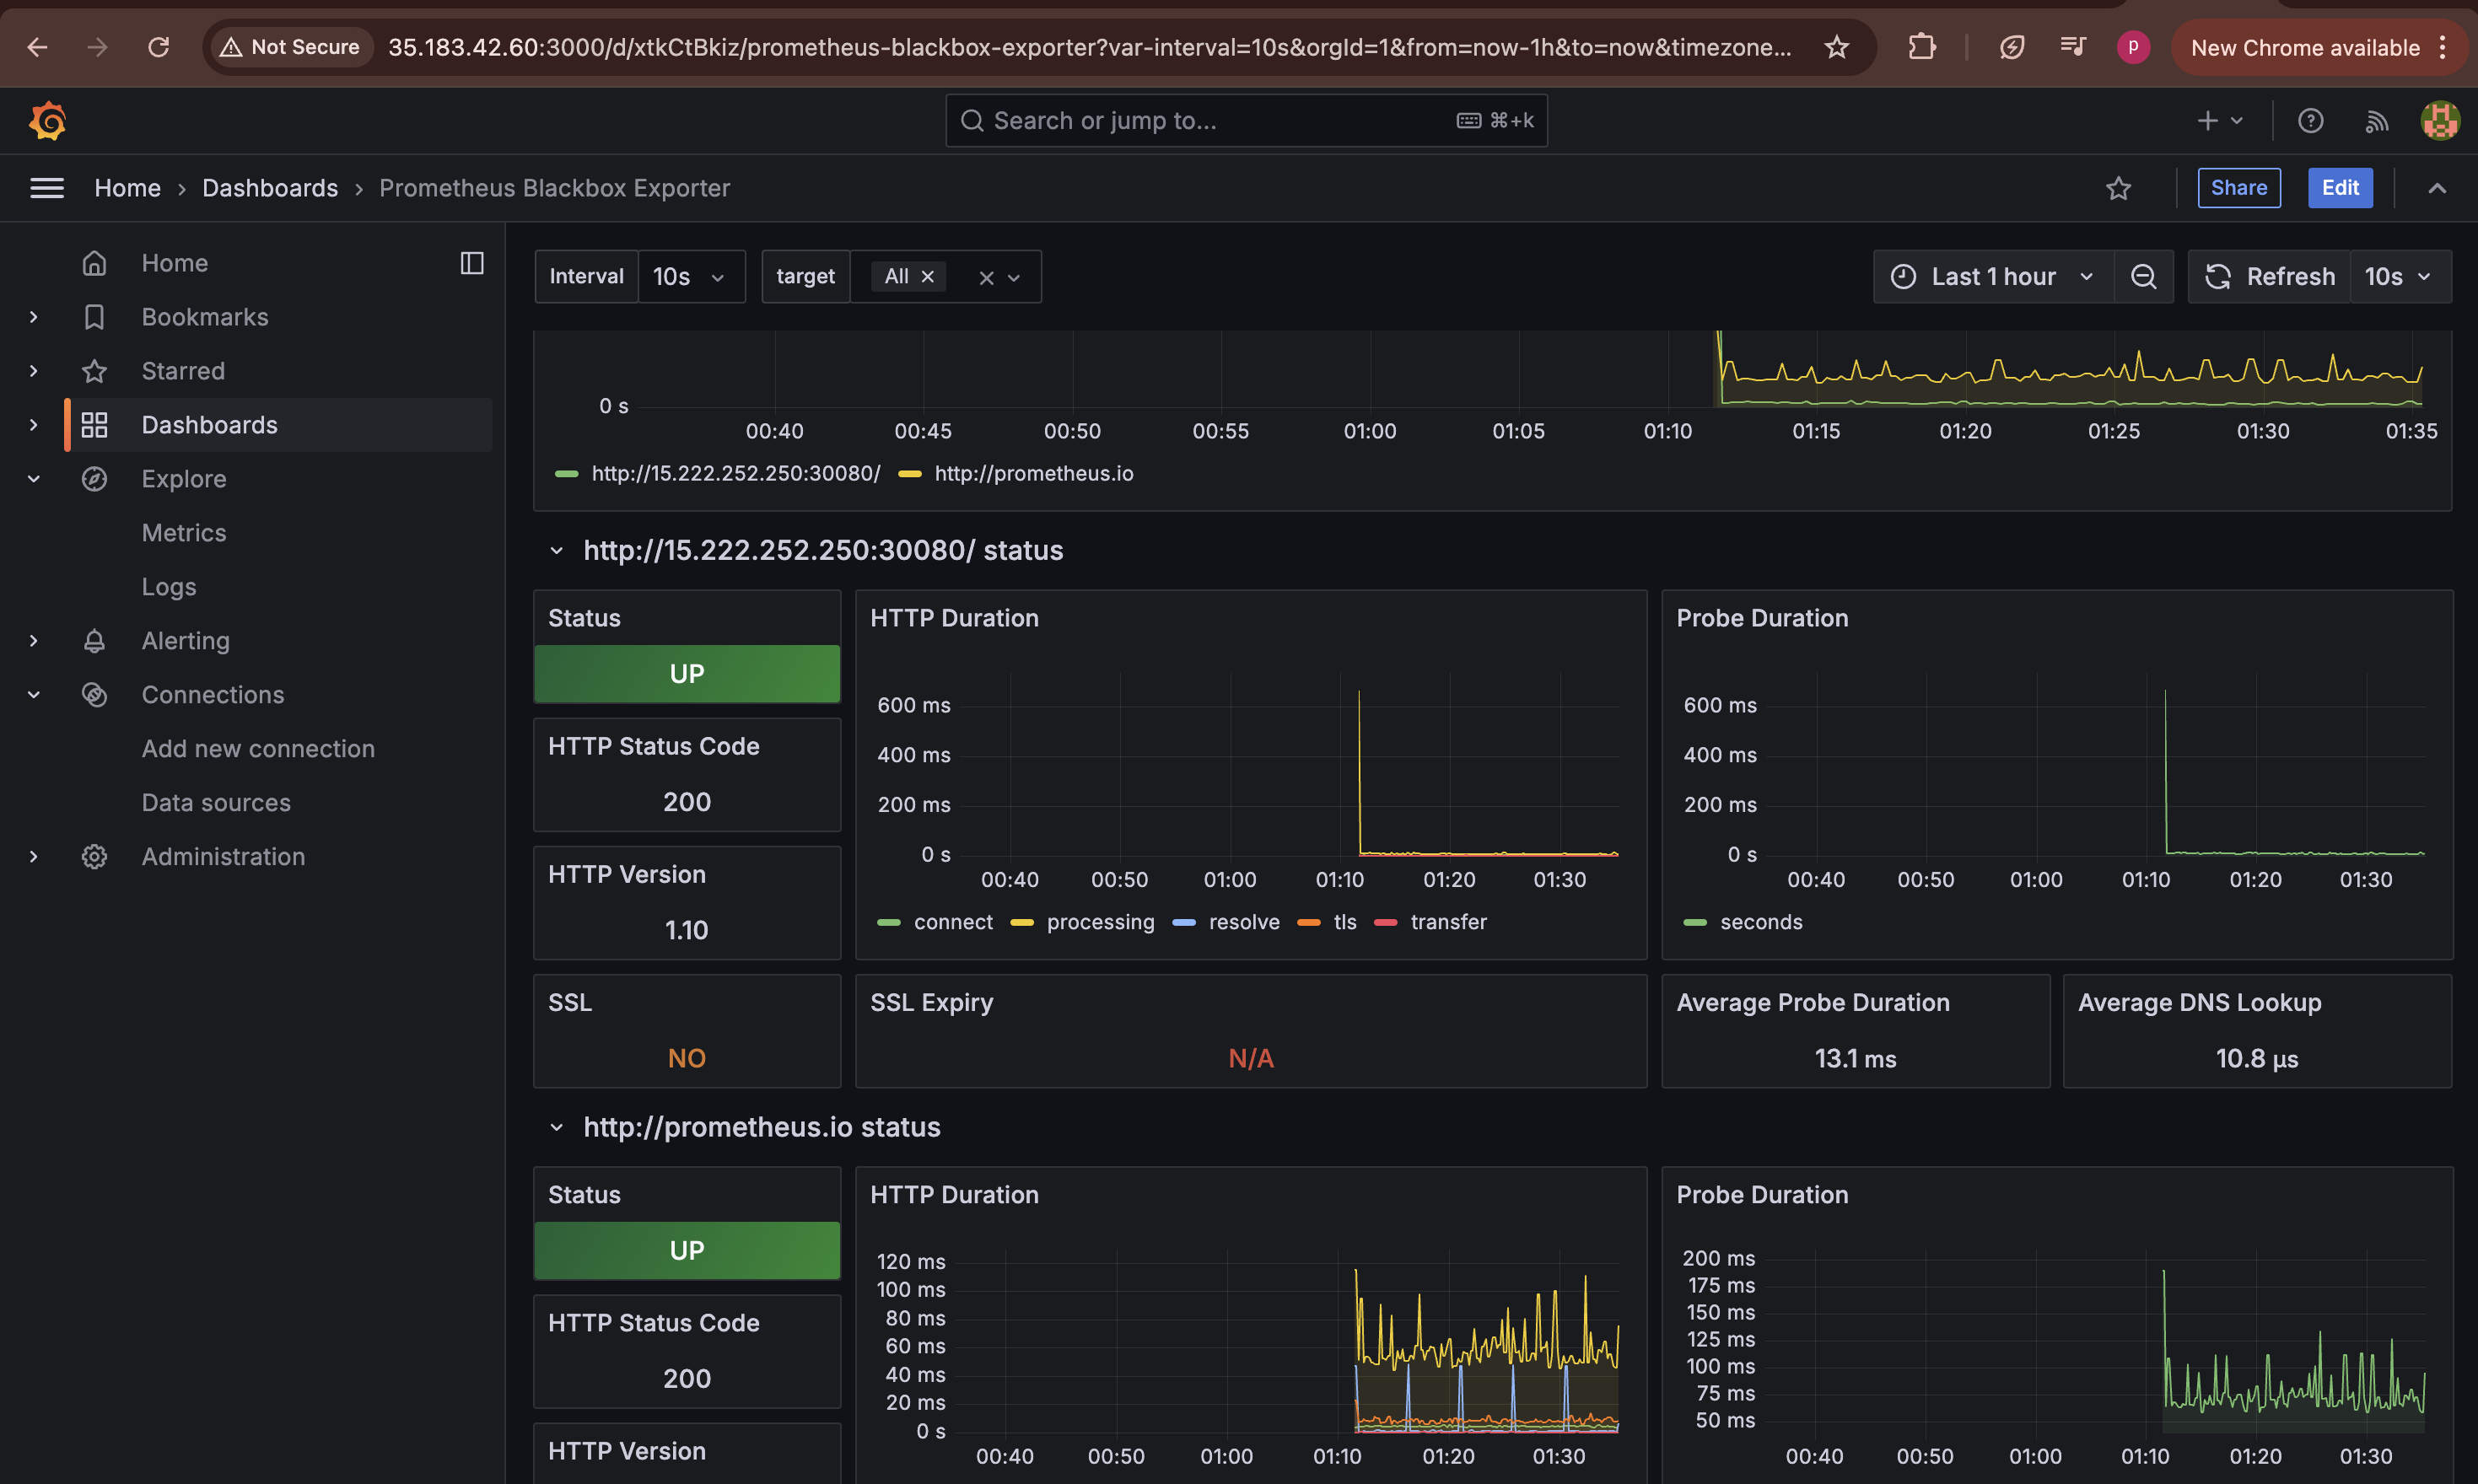 Not Secure 35.183.42.60:3000/d/xtkCtBkiz/prometheus-blackbox-exporter?var-interval=10s&orgId=1&from=now-1h&to=now&timezone... p New Chrome available
Search or jump to... ⌘+k
Home › Dashboards › Prometheus Blackbox Exporter Share Edit
Home
Bookmarks
Starred
Dashboards
Explore
Metrics
Logs
Alerting
Connections
Add new connection
Data sources
Administration
Interval 10s target All Last 1 hour Refresh 10s
0 s
00:40 00:45 00:50 00:55 01:00 01:05 01:10 01:15 01:20 01:25 01:30 01:35
http://15.222.252.250:30080/ http://prometheus.io
http://15.222.252.250:30080/ status
Status
UP
HTTP Status Code
200
HTTP Version
1.10
HTTP Duration
600 ms
400 ms
200 ms
0 s
00:40 00:50 01:00 01:10 01:20 01:30
connect processing resolve tls transfer
Probe Duration
600 ms
400 ms
200 ms
0 s
00:40 00:50 01:00 01:10 01:20 01:30
seconds
SSL
NO
SSL Expiry
N/A
Average Probe Duration
13.1 ms
Average DNS Lookup
10.8 µs
http://prometheus.io status
Status
UP
HTTP Status Code
200
HTTP Version
HTTP Duration
120 ms
100 ms
80 ms
60 ms
40 ms
20 ms
0 s
00:40 00:50 01:00 01:10 01:20 01:30
Probe Duration
200 ms
175 ms
150 ms
125 ms
100 ms
75 ms
50 ms
00:40 00:50 01:00 01:10 01:20 01:30